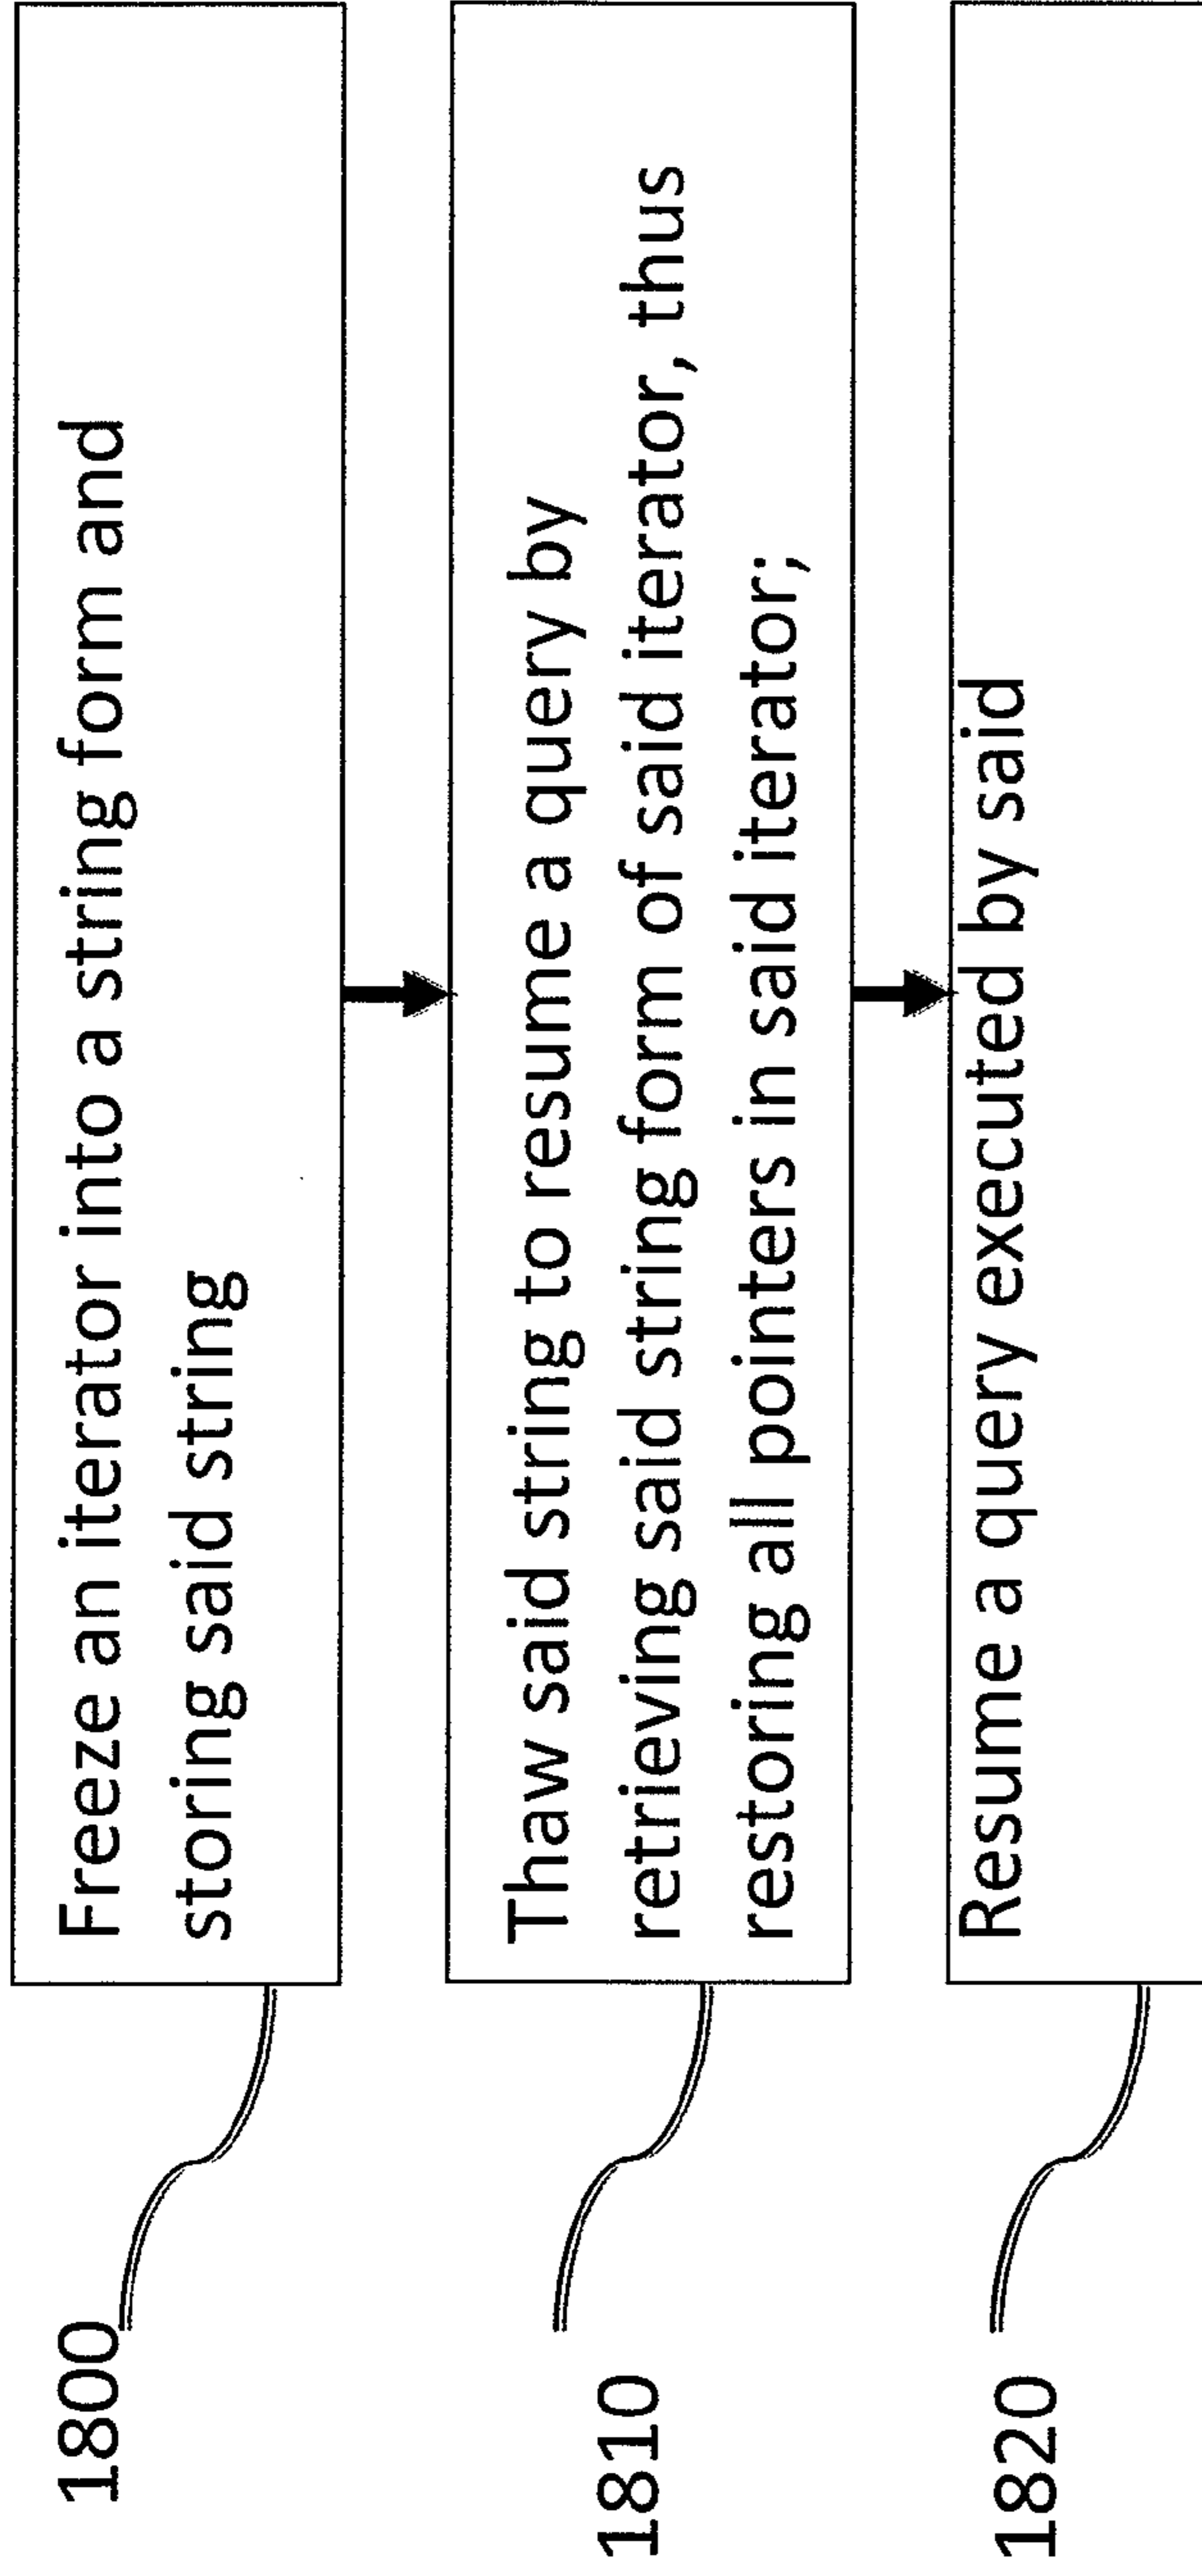 1800
Freeze an iterator into a string form and
storing said string
1810
Thaw said string to resume a query by
retrieving said string form of said iterator, thus
restoring all pointers in said iterator;
1820
Resume a query executed by said